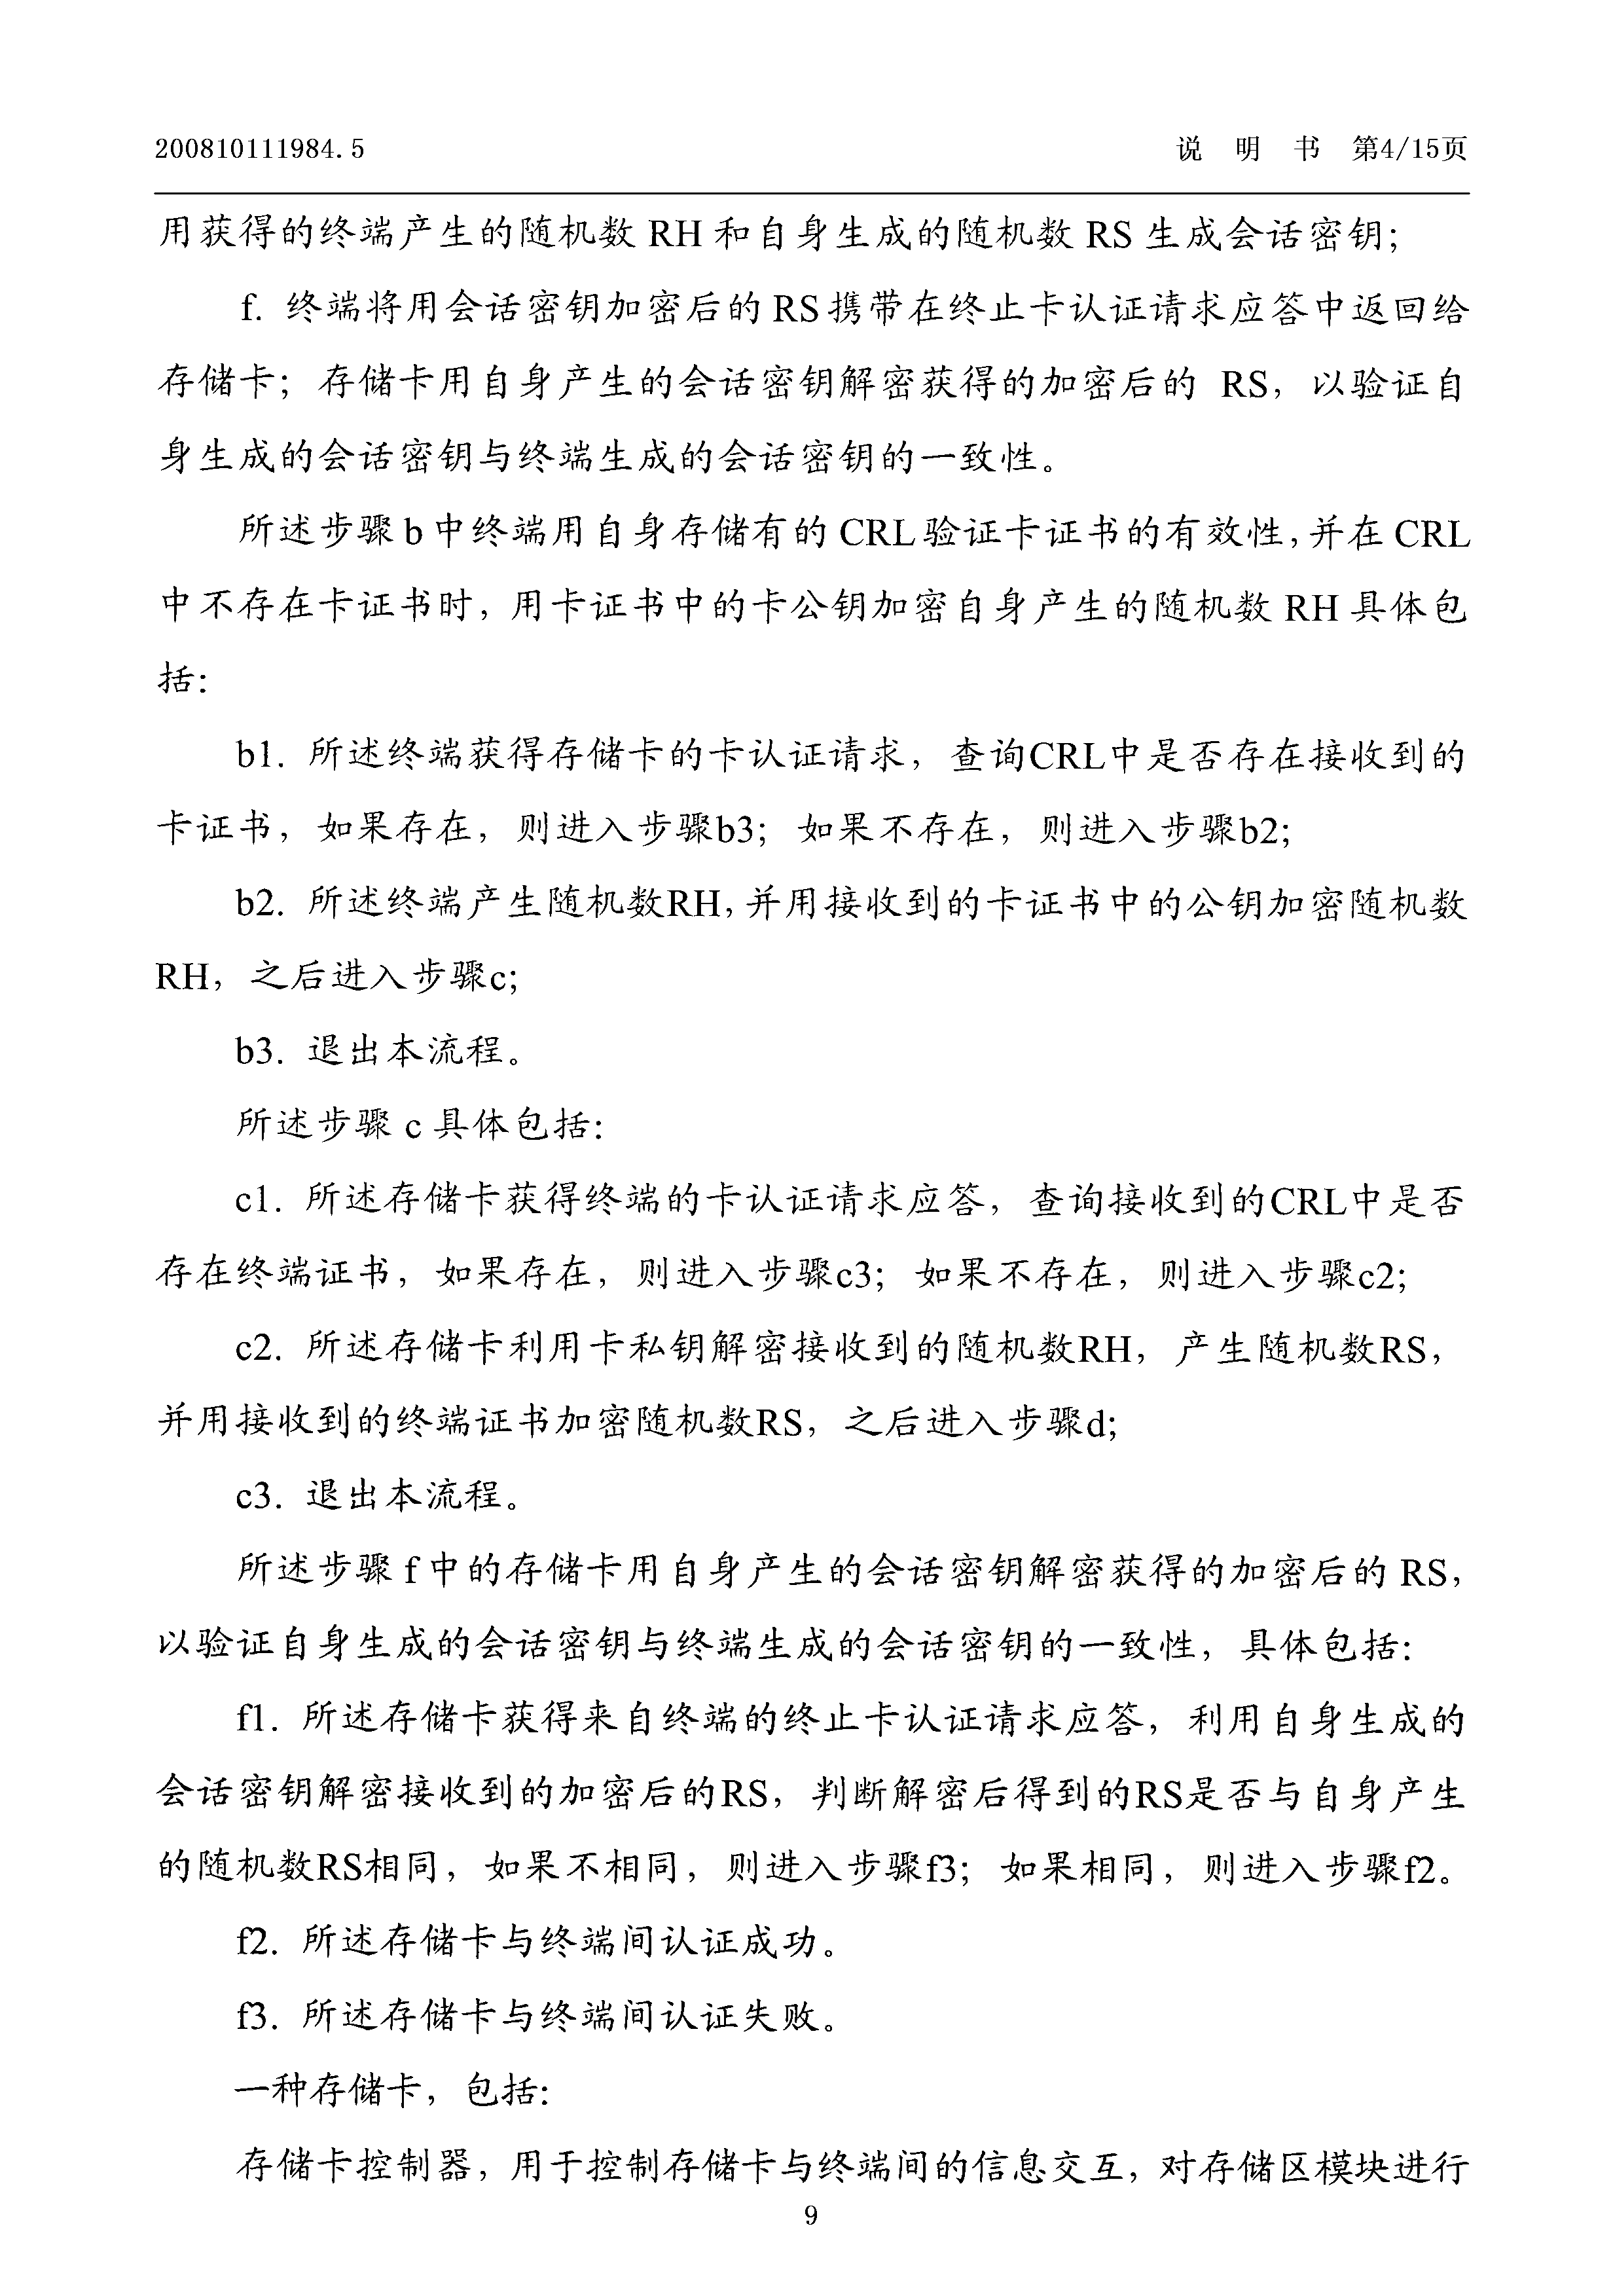 200810111984.5 说 明 书 第4/15页
用获得的终端产生的随机数 RH 和自身生成的随机数 RS 生成会话密钥；
f. 终端将用会话密钥加密后的 RS 携带在终止卡认证请求应答中返回给
存储卡；存储卡用自身产生的会话密钥解密获得的加密后的 RS，以验证自
身生成的会话密钥与终端生成的会话密钥的一致性。
所述步骤 b 中终端用自身存储有的 CRL 验证卡证书的有效性，并在 CRL
中不存在卡证书时，用卡证书中的卡公钥加密自身产生的随机数 RH 具体包
括：
b1. 所述终端获得存储卡的卡认证请求，查询CRL中是否存在接收到的
卡证书，如果存在，则进入步骤b3；如果不存在，则进入步骤b2；
b2. 所述终端产生随机数RH，并用接收到的卡证书中的公钥加密随机数
RH，之后进入步骤c；
b3. 退出本流程。
所述步骤 c 具体包括：
c1. 所述存储卡获得终端的卡认证请求应答，查询接收到的CRL中是否
存在终端证书，如果存在，则进入步骤c3；如果不存在，则进入步骤c2；
c2. 所述存储卡利用卡私钥解密接收到的随机数RH，产生随机数RS，
并用接收到的终端证书加密随机数RS，之后进入步骤d；
c3. 退出本流程。
所述步骤 f 中的存储卡用自身产生的会话密钥解密获得的加密后的 RS，
以验证自身生成的会话密钥与终端生成的会话密钥的一致性，具体包括：
f1. 所述存储卡获得来自终端的终止卡认证请求应答，利用自身生成的
会话密钥解密接收到的加密后的RS，判断解密后得到的RS是否与自身产生
的随机数RS相同，如果不相同，则进入步骤f3；如果相同，则进入步骤f2。
f2. 所述存储卡与终端间认证成功。
f3. 所述存储卡与终端间认证失败。
一种存储卡，包括：
存储卡控制器，用于控制存储卡与终端间的信息交互，对存储区模块进行
9